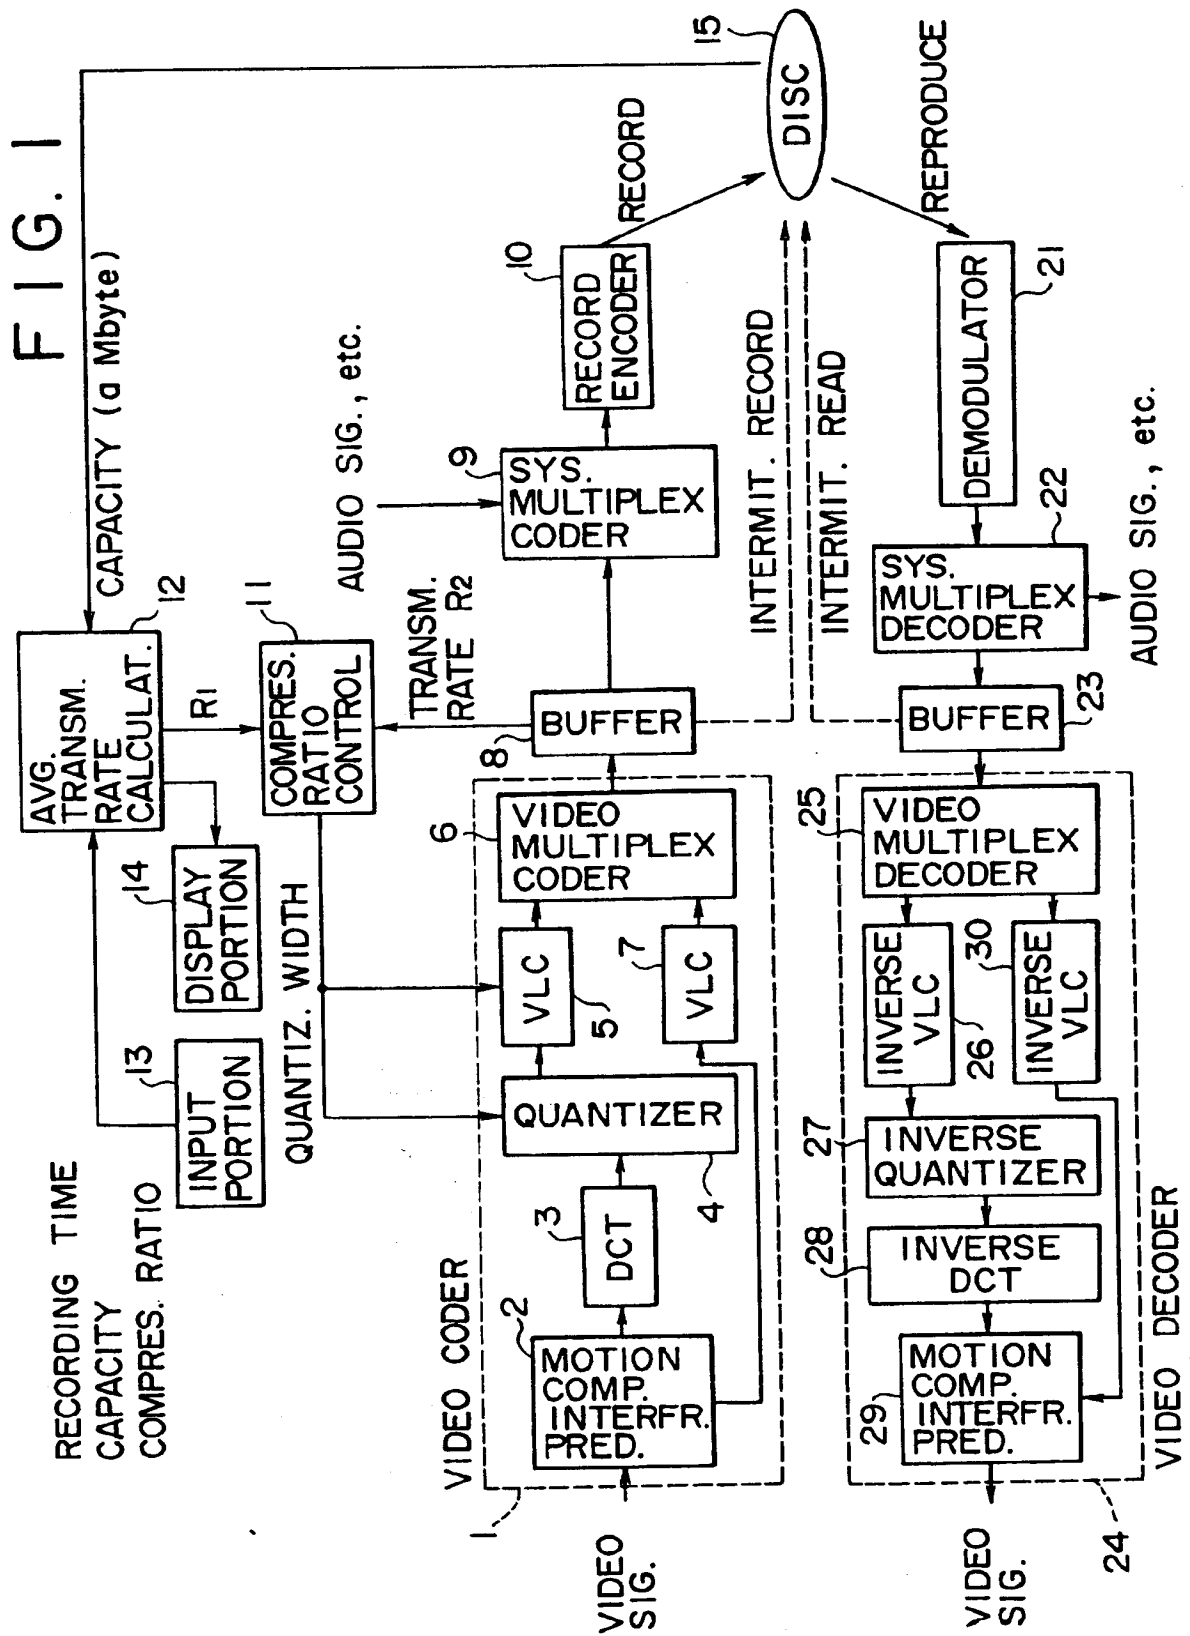 FIG. 1
RECORDING TIME
CAPACITY
COMPRES. RATIO
13
INPUT
PORTION
14
DISPLAY
PORTION
AVG.
TRANSM.
RATE
CALCULAT.
12
CAPACITY (a Mbyte)
R1
11
COMPRES.
RATIO
CONTROL
QUANTIZ. WIDTH
TRANSM.
RATE R2
AUDIO SIG., etc.
VIDEO CODER
1
VIDEO
SIG.
2
MOTION
COMP.
INTERFR.
PRED.
3
DCT
4
QUANTIZER
5
VLC
7
VLC
6
VIDEO
MULTIPLEX
CODER
8
BUFFER
9
SYS.
MULTIPLEX
CODER
10
RECORD
ENCODER
RECORD
15
DISC
INTERMIT. RECORD
INTERMIT. READ
REPRODUCE
DEMODULATOR
21
SYS.
MULTIPLEX
DECODER
22
AUDIO SIG., etc.
BUFFER
23
25
VIDEO
MULTIPLEX
DECODER
INVERSE
VLC
26
30
INVERSE
VLC
27
INVERSE
QUANTIZER
28
INVERSE
DCT
29
MOTION
COMP.
INTERFR.
PRED.
VIDEO
SIG.
24
VIDEO DECODER